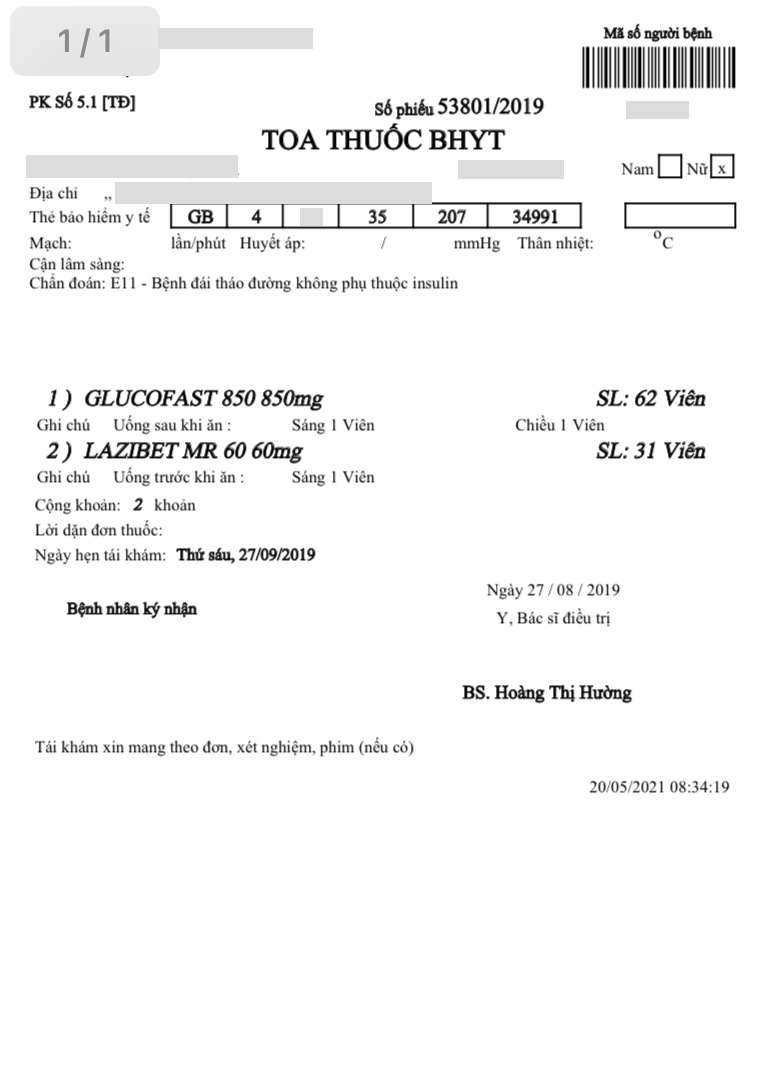 1/1
Mã số người bệnh
PK Số 5.1 [TĐ]
Số phiếu 53801/2019
TOA THUỐC BHYT
Nam Nữ x
Địa chỉ ,,
Thẻ bảo hiểm y tế GB 4 35 207 34991
Mạch: lần/phút Huyết áp: / mmHg Thân nhiệt: °C
Cận lâm sàng:
Chẩn đoán: E11 - Bệnh đái tháo đường không phụ thuộc insulin
1 ) GLUCOFAST 850 850mg SL: 62 Viên
Ghi chú Uống sau khi ăn : Sáng 1 Viên Chiều 1 Viên
2 ) LAZIBET MR 60 60mg SL: 31 Viên
Ghi chú Uống trước khi ăn : Sáng 1 Viên
Cộng khoản: 2 khoản
Lời dặn đơn thuốc:
Ngày hẹn tái khám: Thứ sáu, 27/09/2019
Ngày 27 / 08 / 2019
Bệnh nhân ký nhận
Y, Bác sĩ điều trị
BS. Hoàng Thị Hường
Tái khám xin mang theo đơn, xét nghiệm, phim (nếu có)
20/05/2021 08:34:19